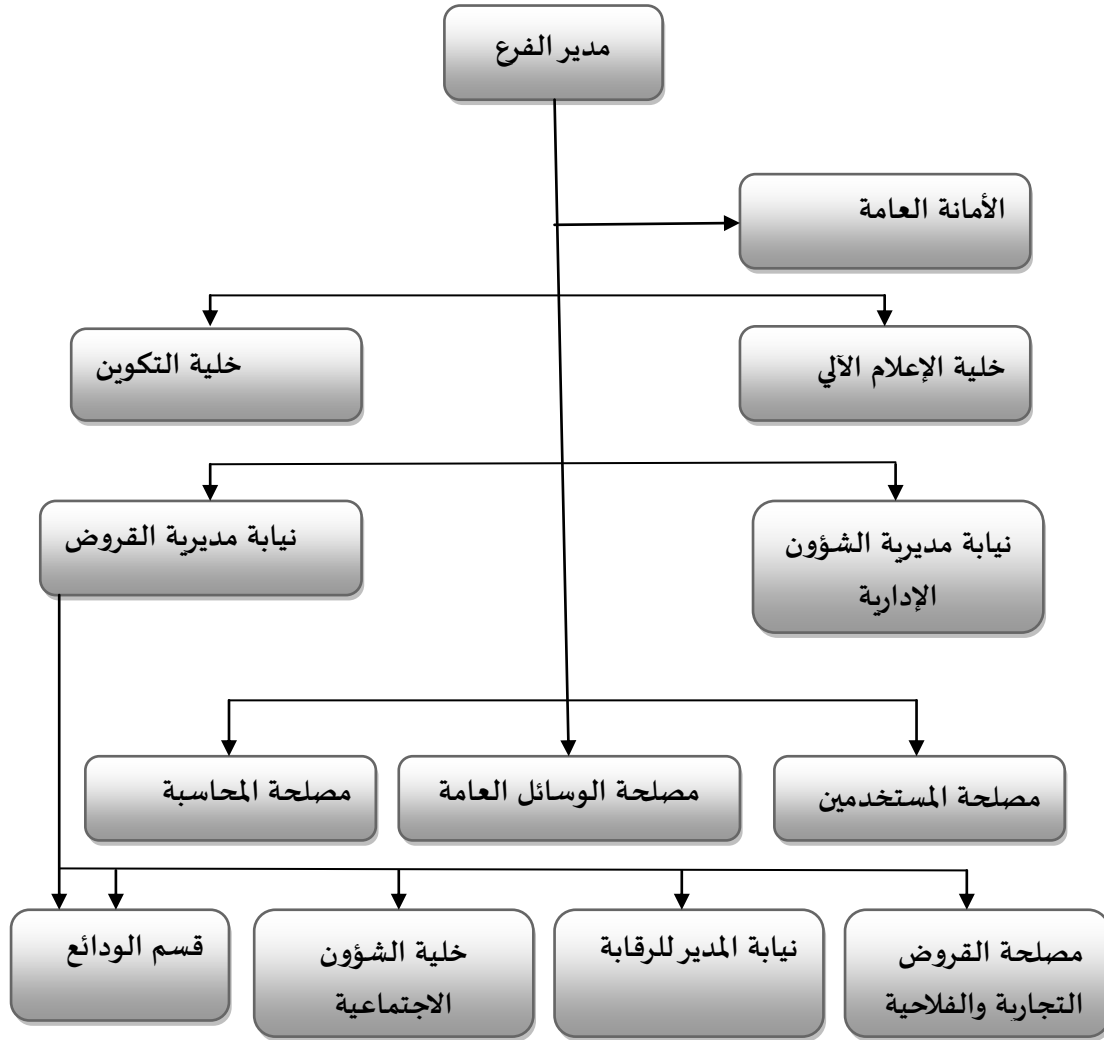 مدير الفرع
الأمانة العامة
خلية الإعلام الآلي
خلية التكوين
نيابة مديرية الشؤون
الإدارية
نيابة مديرية القروض
مصلحة المستخدمين
مصلحة الوسائل العامة
مصلحة المحاسبة
مصلحة القروض
التجارية والفلاحية
نيابة المدير للرقابة
خلية الشؤون
الاجتماعية
قسم الودائع